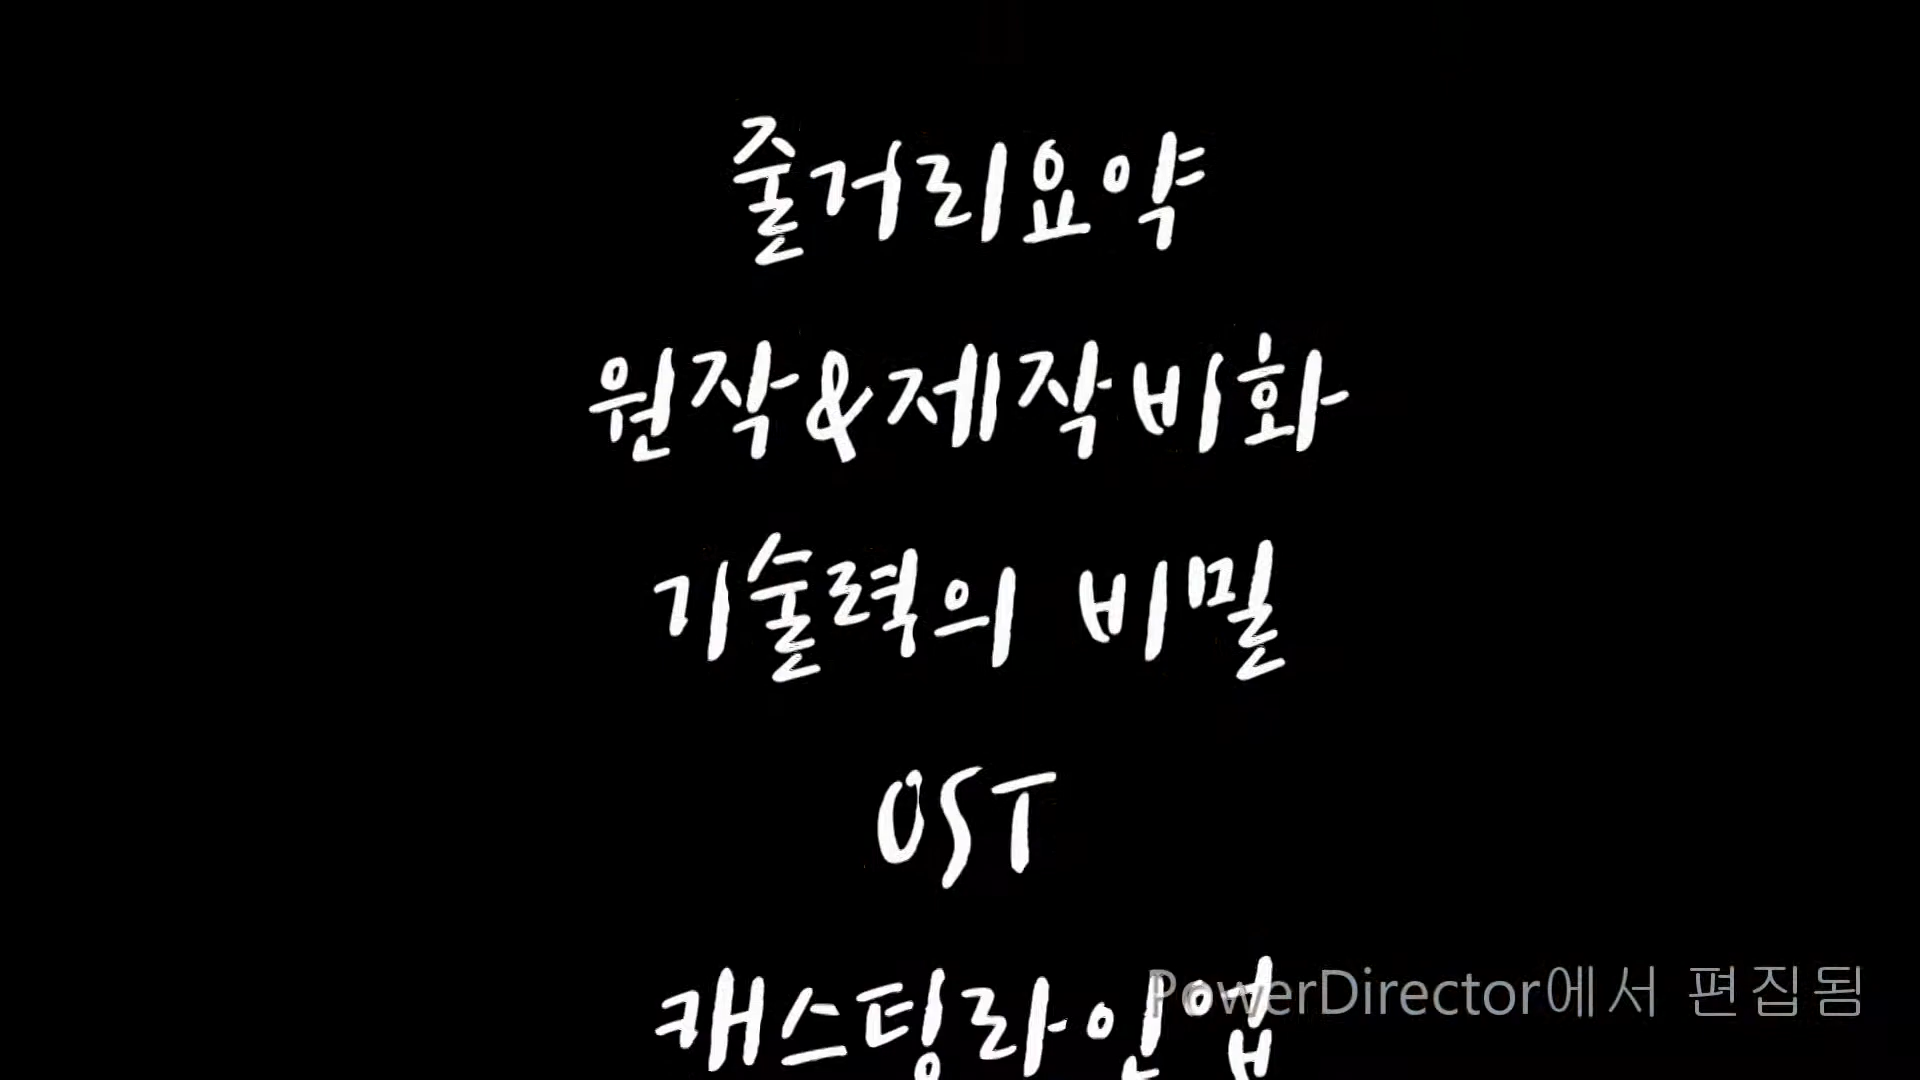 줄거리요약
원작&제작비화
기술력의 비밀
OST
캐스팅라인업
PowerDirector에서 편집됨